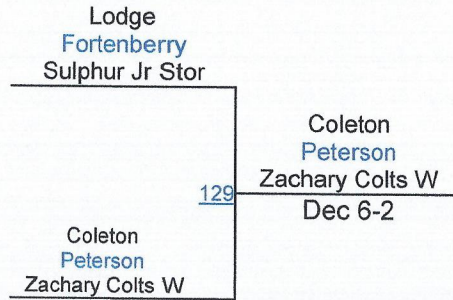 Lodge
Fortenberry
Sulphur Jr Stor
129
Coleton
Peterson
Zachary Colts W
Coleton
Peterson
Zachary Colts W
Dec 6-2